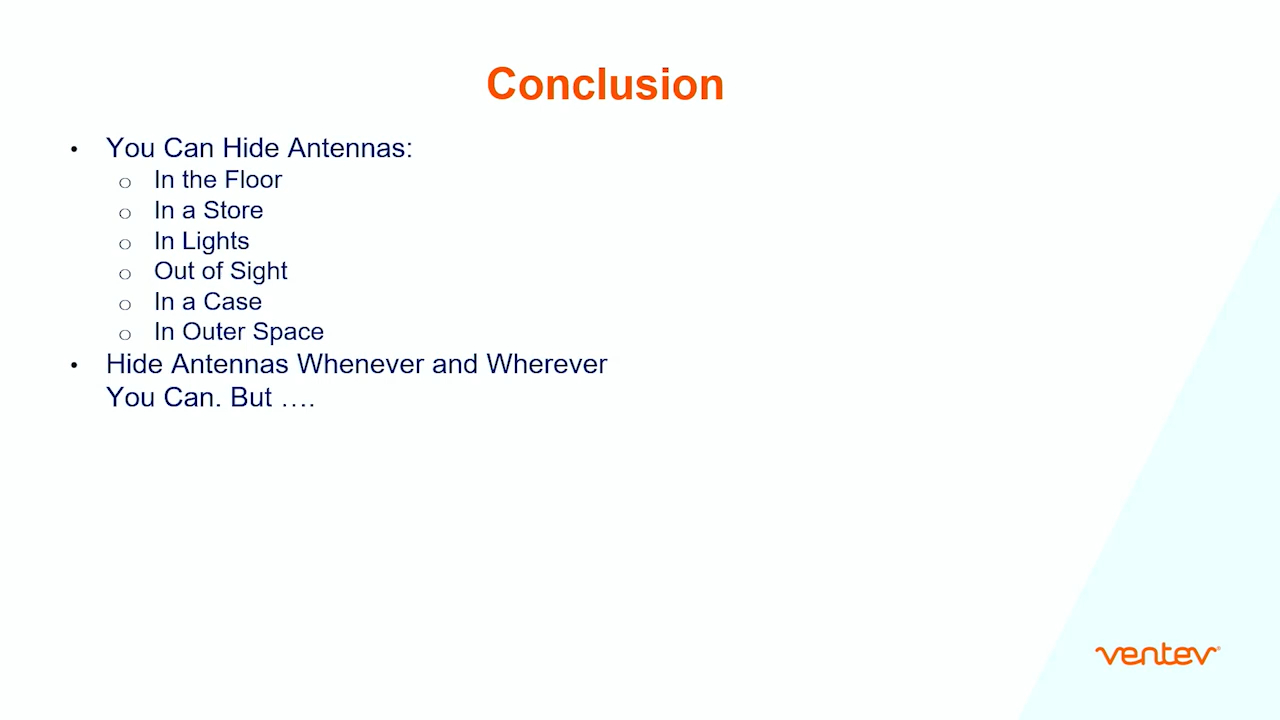 Conclusion
• You Can Hide Antennas:
o In the Floor
o In a Store
o In Lights
o Out of Sight
o In a Case
o In Outer Space
• Hide Antennas Whenever and Wherever
You Can. But ….
ventev